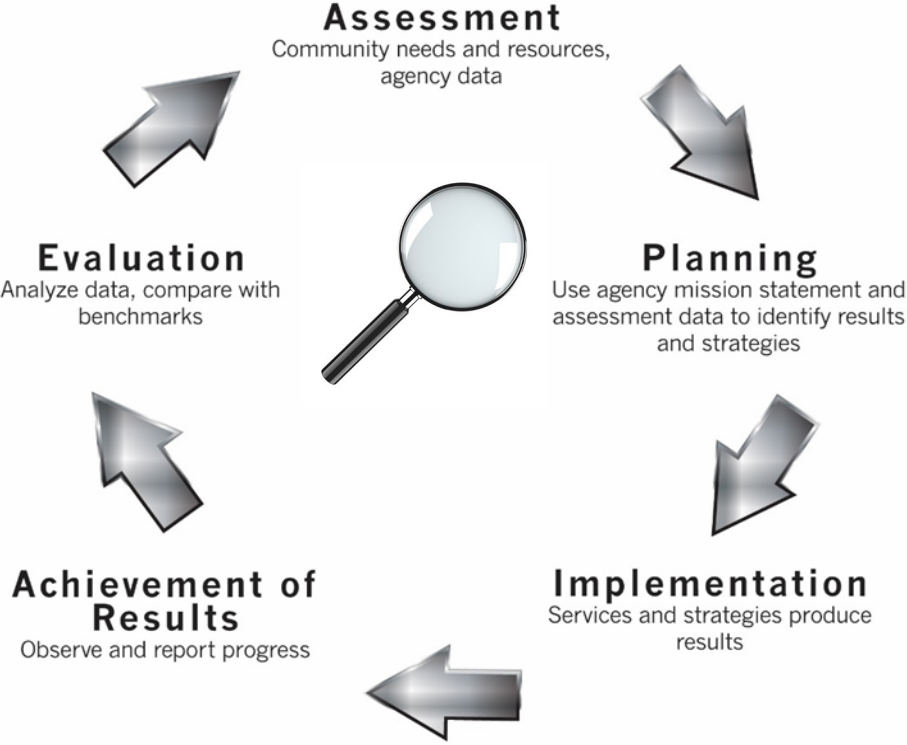 Assessment
Community needs and resources,
agency data
Planning
Use agency mission statement and
assessment data to identify results
and strategies
Implementation
Services and strategies produce
results
Achievement of
Results
Observe and report progress
Evaluation
Analyze data, compare with
benchmarks